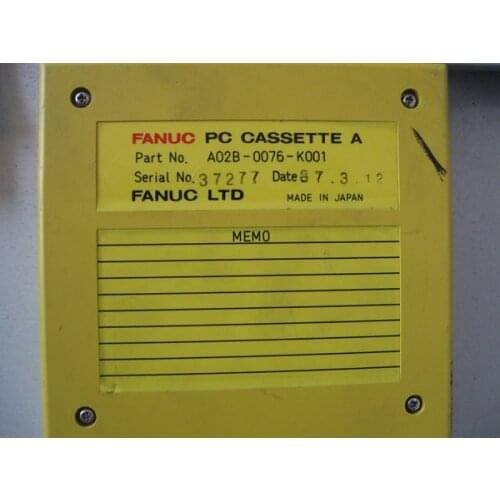 FANUC PC CASSETTE A
Part No. A02B-0076-K001
Serial No. 37277 Date 87.3.12
FANUC LTD MADE IN JAPAN
MEMO